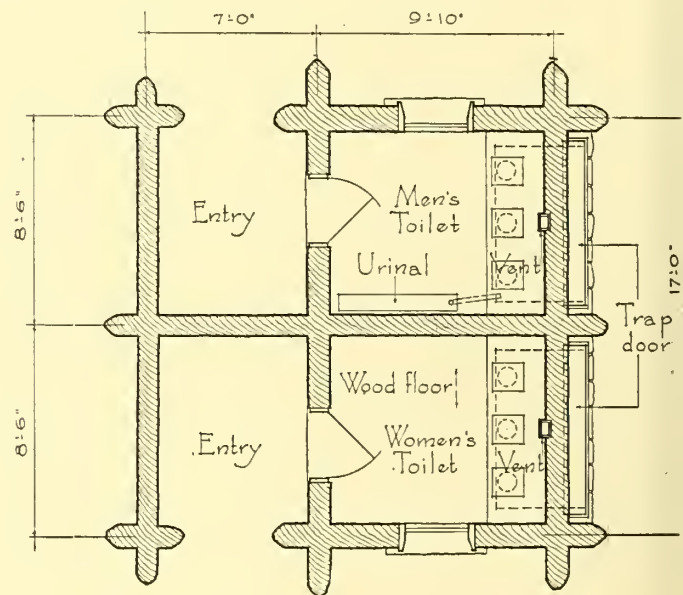 7'-0" 9'-10"
8'-6"
Entry
Men's
Toilet
Urinal
Vent
17'-0"
Trap
door
8'-6"
Wood floor
Entry
Women's
Toilet
Vent